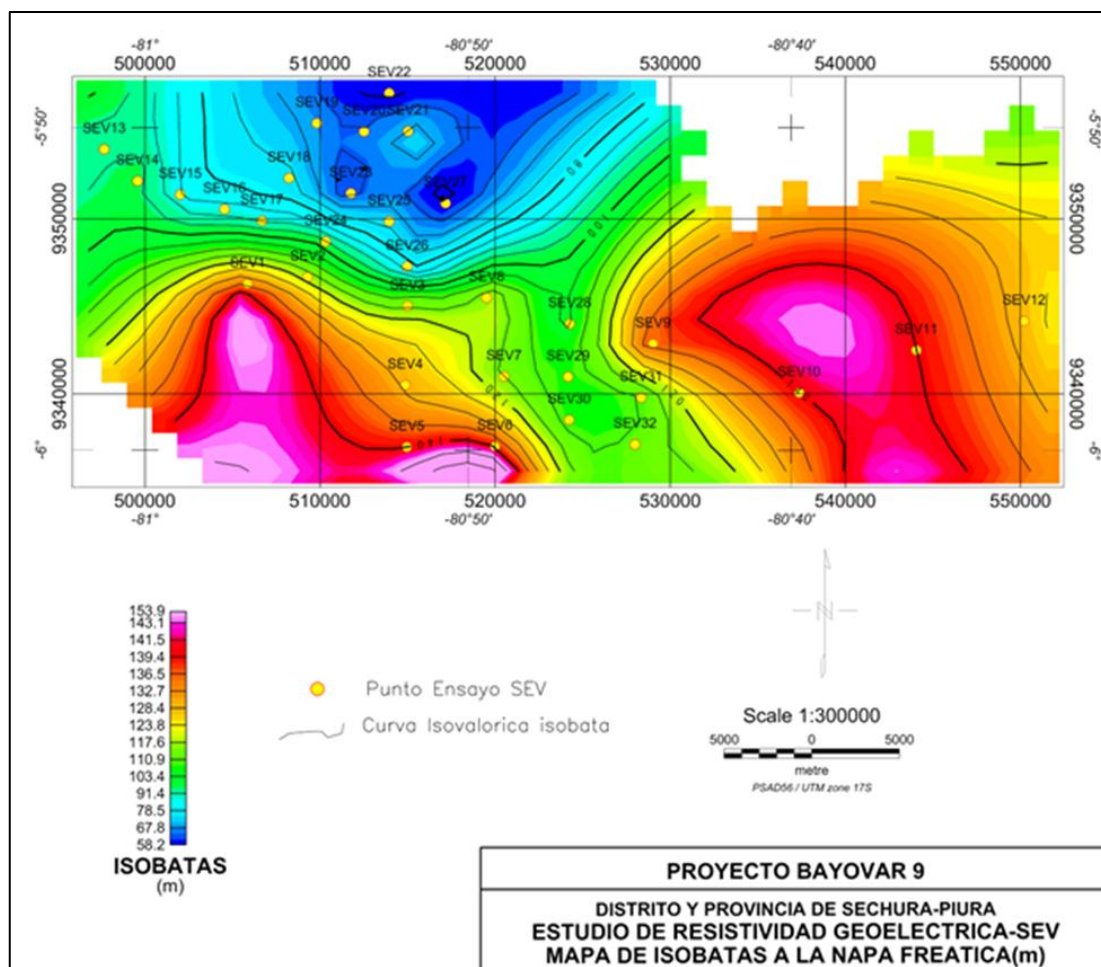 -81° -80°50' -80°40'
500000 510000 520000 530000 540000 550000
SEV22
SEV19 SEV20 SEV21
-5°50' -5°50'
SEV13
SEV14 SEV18
SEV15 SEV23 SEV27
80
SEV16
SEV17 SEV25
100
SEV24
9350000 9350000
SEV26
SEV1 SEV2
SEV3 SEV8
SEV28 SEV12
SEV9 SEV11
SEV4 SEV7 SEV29
SEV31 SEV10
9340000 9340000
SEV30
SEV5 SEV6 SEV32
140
-6° -6°
500000 510000 520000 530000 540000 550000
-81° -80°50' -80°40'
153.9
143.1
141.5
139.4
136.5
132.7
128.4
123.8
117.6
110.9
103.4
91.4
78.5
67.8
58.2
ISOBATAS
(m)
Punto Ensayo SEV
Curva Isovalorica isobata
N
Scale 1:300000
5000 0 5000
metre
PSAD56 / UTM zone 17S
PROYECTO BAYOVAR 9
DISTRITO Y PROVINCIA DE SECHURA-PIURA
ESTUDIO DE RESISTIVIDAD GEOELECTRICA-SEV
MAPA DE ISOBATAS A LA NAPA FREATICA(m)